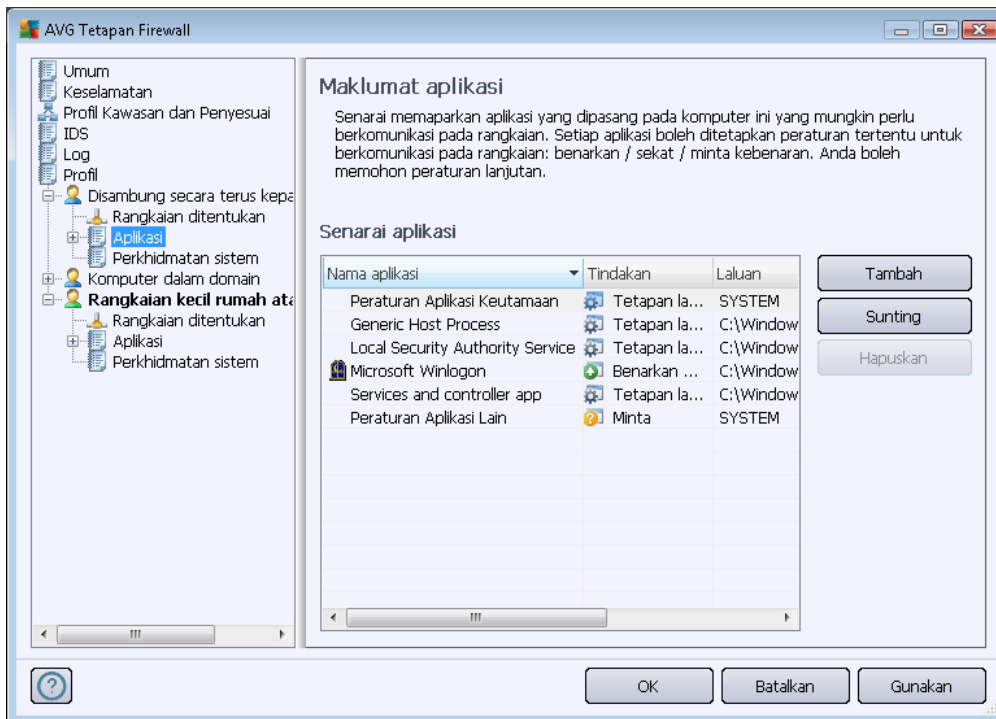 AVG Tetapan Firewall
Umum
Keselamatan
Profil Kawasan dan Penyesuai
IDS
Log
Profil
Disambung secara terus kepa
Rangkaian ditentukan
Aplikasi
Perkhidmatan sistem
Komputer dalam domain
Rangkaian kecil rumah ata
Rangkaian ditentukan
Aplikasi
Perkhidmatan sistem
Maklumat aplikasi
Senarai memaparkan aplikasi yang dipasang pada komputer ini yang mungkin perlu
berkomunikasi pada rangkaian. Setiap aplikasi boleh ditetapkan peraturan tertentu untuk
berkomunikasi pada rangkaian: benarkan / sekat / minta kebenaran. Anda boleh
memohon peraturan lanjutan.
Senarai aplikasi
Nama aplikasi Tindakan Laluan
Peraturan Aplikasi Keutamaan Tetapan la... SYSTEM
Generic Host Process Tetapan la... C:\Window
Local Security Authority Service Tetapan la... C:\Window
Microsoft Winlogon Benarkan ... C:\Window
Services and controller app Tetapan la... C:\Window
Peraturan Aplikasi Lain Minta SYSTEM
Tambah
Sunting
Hapuskan
OK Batalkan Gunakan